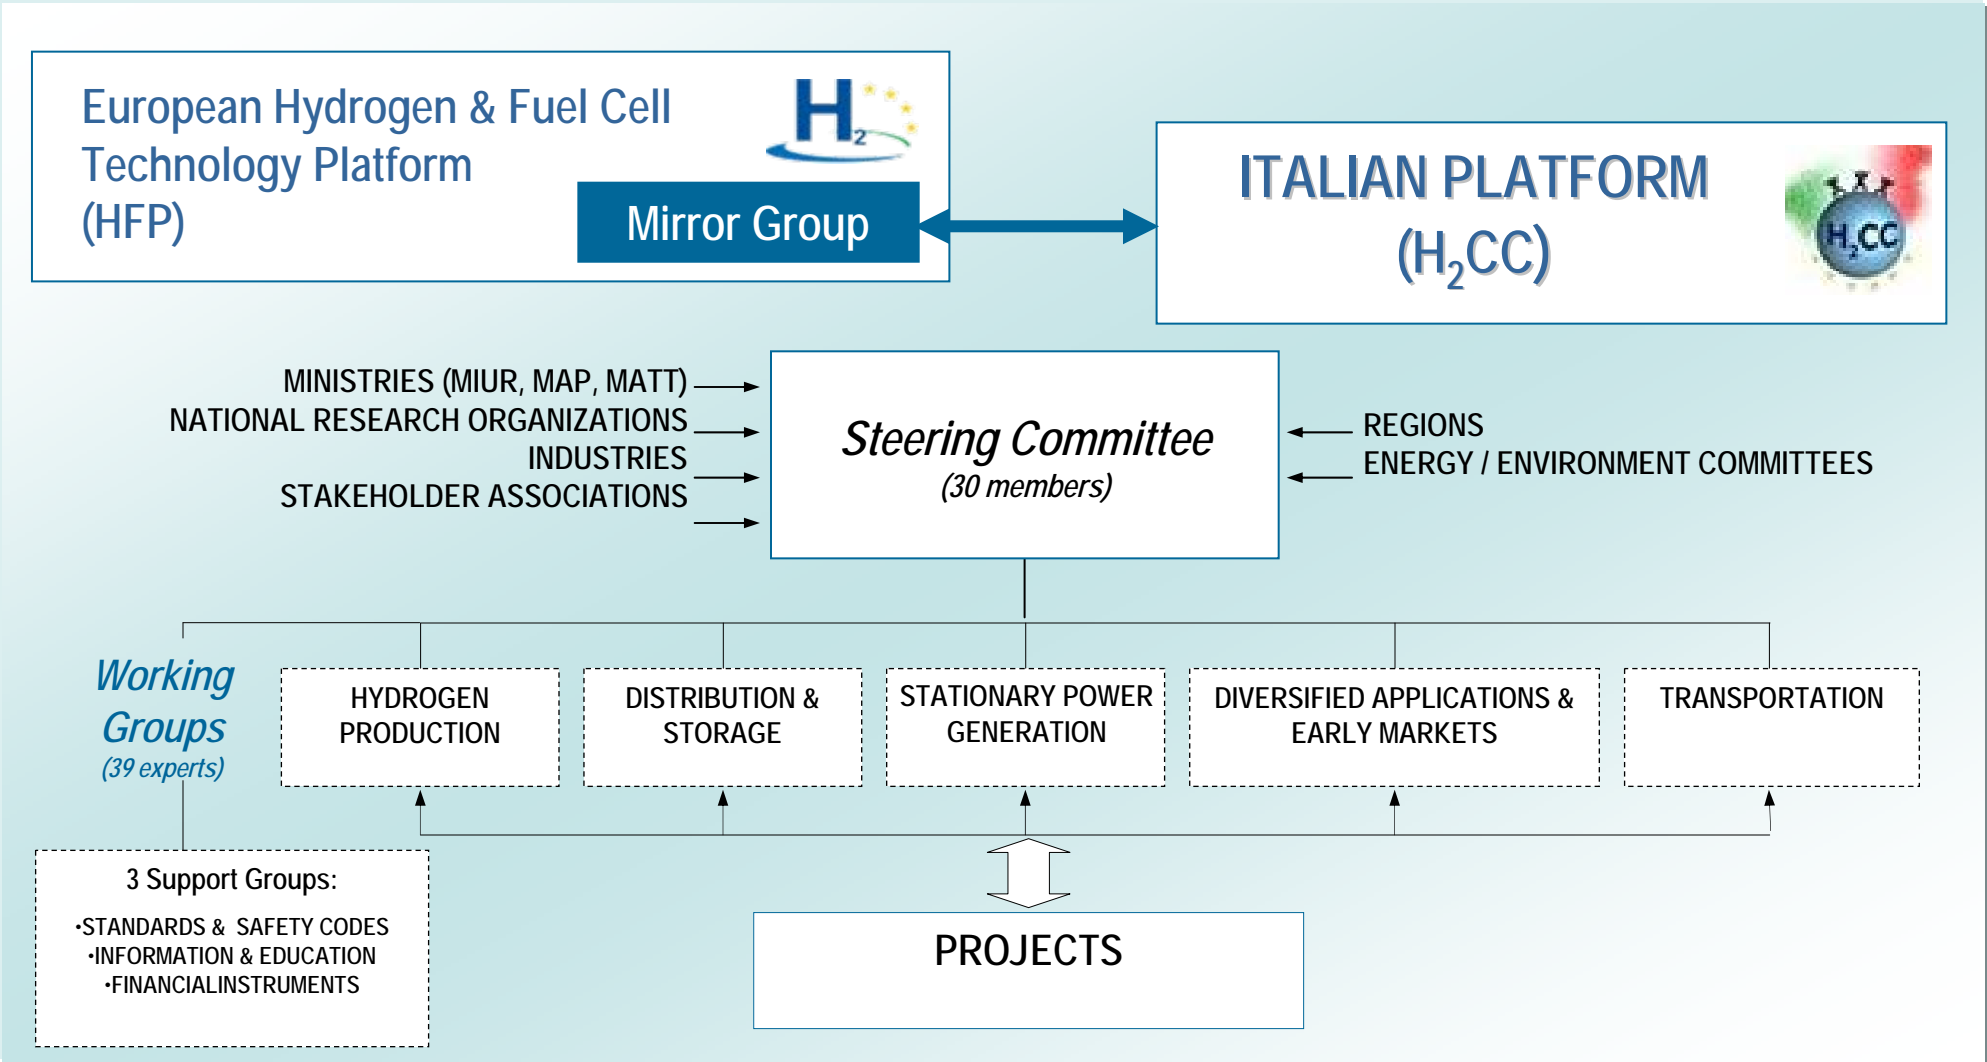 European Hydrogen & Fuel Cell
Technology Platform
(HFP)
H2
Mirror Group
ITALIAN PLATFORM
(H2CC)
H2CC
MINISTRIES (MIUR, MAP, MATT)
NATIONAL RESEARCH ORGANIZATIONS
INDUSTRIES
STAKEHOLDER ASSOCIATIONS
Steering Committee
(30 members)
REGIONS
ENERGY / ENVIRONMENT COMMITTEES
Working
Groups
(39 experts)
HYDROGEN
PRODUCTION
DISTRIBUTION &
STORAGE
STATIONARY POWER
GENERATION
DIVERSIFIED APPLICATIONS &
EARLY MARKETS
TRANSPORTATION
3 Support Groups:
•STANDARDS & SAFETY CODES
•INFORMATION & EDUCATION
•FINANCIALINSTRUMENTS
PROJECTS